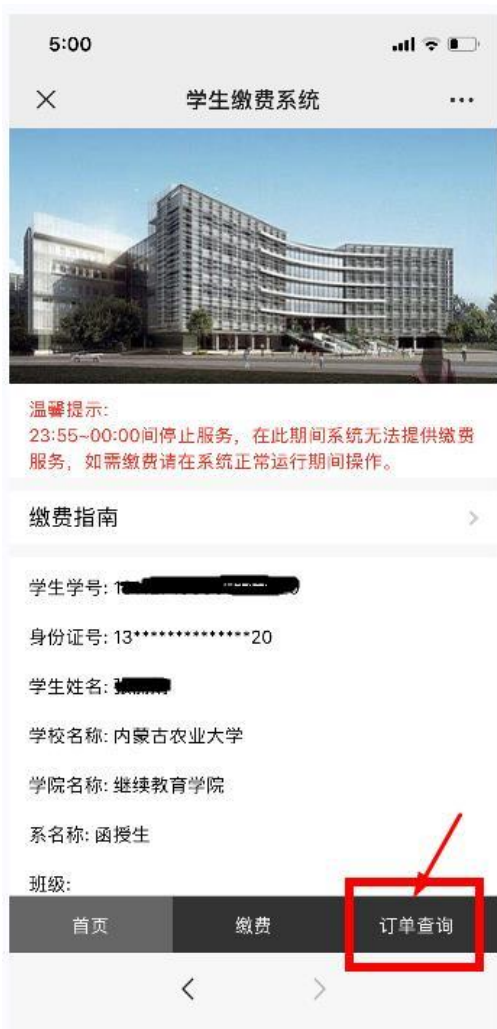 5:00
学生缴费系统
温馨提示:
23:55~00:00间停止服务，在此期间系统无法提供缴费
服务，如需缴费请在系统正常运行期间操作。
缴费指南
学生学号: 1
身份证号: 13**************20
学生姓名:
学校名称: 内蒙古农业大学
学院名称: 继续教育学院
系名称: 函授生
班级:
首页
缴费
订单查询